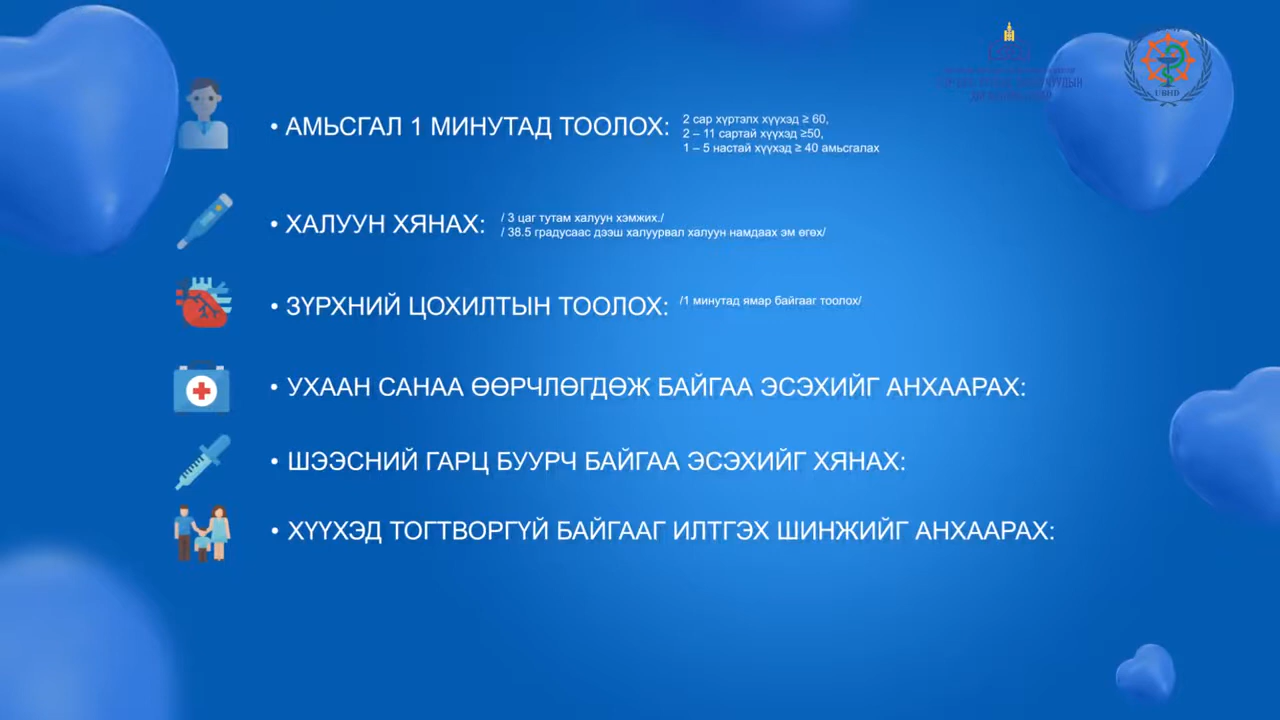 • АМЬСГАЛ 1 МИНУТАД ТООЛОХ:
2 сар хүртэлх хүүхэд ≥ 60,
2 – 11 сартай хүүхэд ≥50,
1 – 5 настай хүүхэд ≥ 40 амьсгалах
• ХАЛУУН ХЯНАХ:
/ 3 цаг тутам халуун хэмжих./
/ 38.5 градусаас дээш халуурвал халуун намдаах эм өгөх/
• ЗҮРХНИЙ ЦОХИЛТЫН ТООЛОХ:
/1 минутад ямар байгааг тоолох/
• УХААН САНАА ӨӨРЧЛӨГДӨЖ БАЙГАА ЭСЭХИЙГ АНХААРАХ:
• ШЭЭСНИЙ ГАРЦ БУУРЧ БАЙГАА ЭСЭХИЙГ ХЯНАХ:
• ХҮҮХЭД ТОГТВОРГҮЙ БАЙГААГ ИЛТГЭХ ШИНЖИЙГ АНХААРАХ:
UBHD